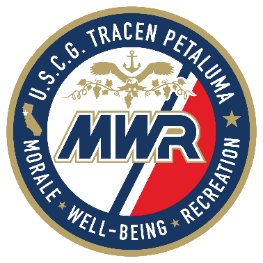 U.S.C.G. TRACEN PETALUMA
MWR
MORALE ★ WELL-BEING ★ RECREATION